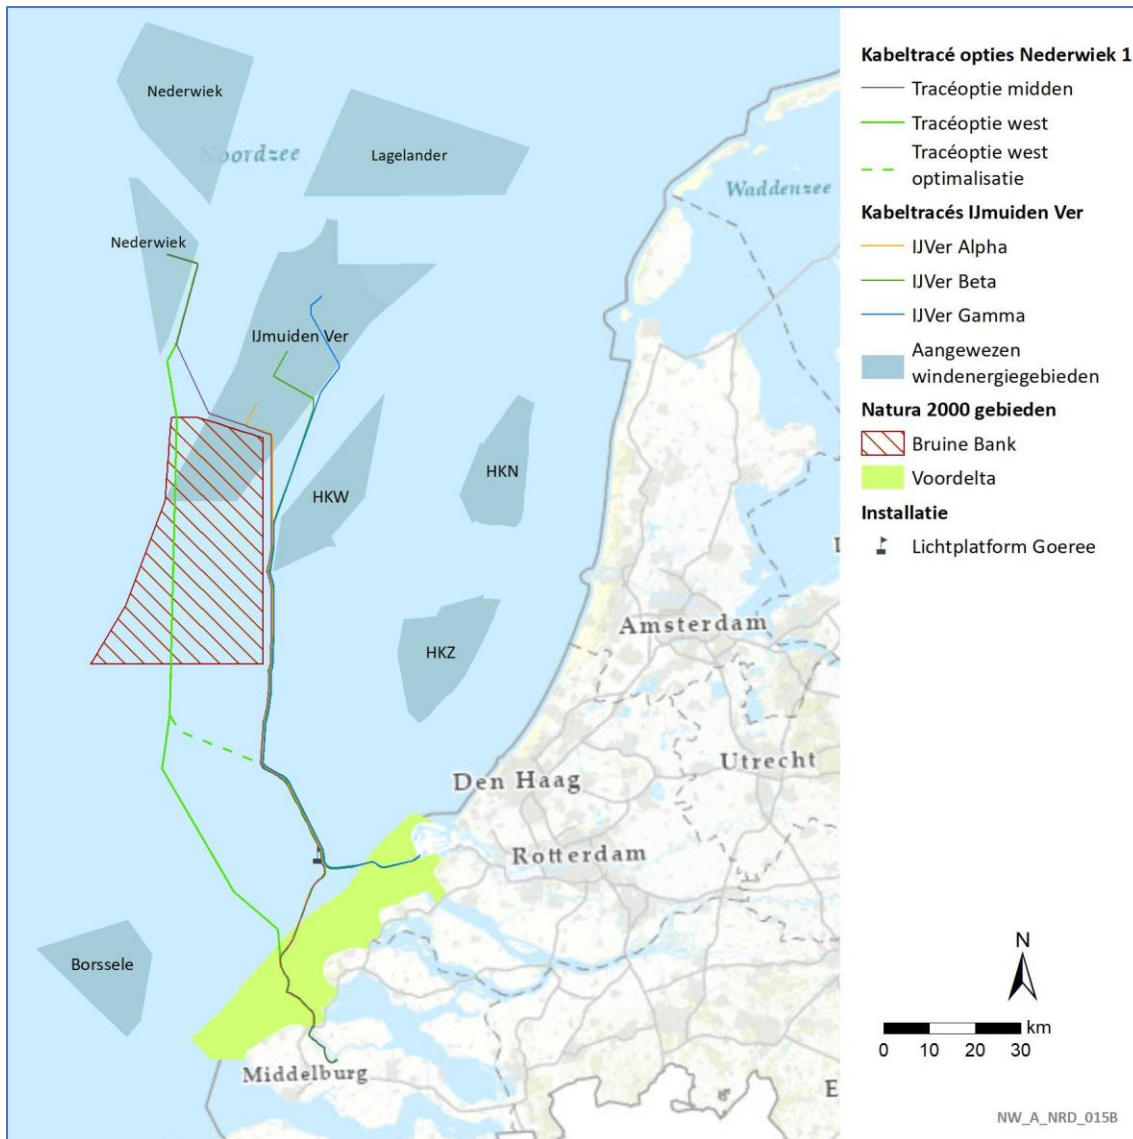 Nederwiek
Noordzee
Lagelander
Waddenzee
Nederwiek
IJmuiden Ver
HKW
HKN
HKZ
Amsterdam
Utrecht
Den Haag
Rotterdam
Borssele
Middelburg
Kabeltracé opties Nederwiek 1
Tracéoptie midden
Tracéoptie west
Tracéoptie west
optimalisatie
Kabeltracés IJmuiden Ver
IJVer Alpha
IJVer Beta
IJVer Gamma
Aangewezen
windenergiegebieden
Natura 2000 gebieden
Bruine Bank
Voordelta
Installatie
Lichtplatform Goeree
N
km
0 10 20 30
E
NW_A_NRD_015B